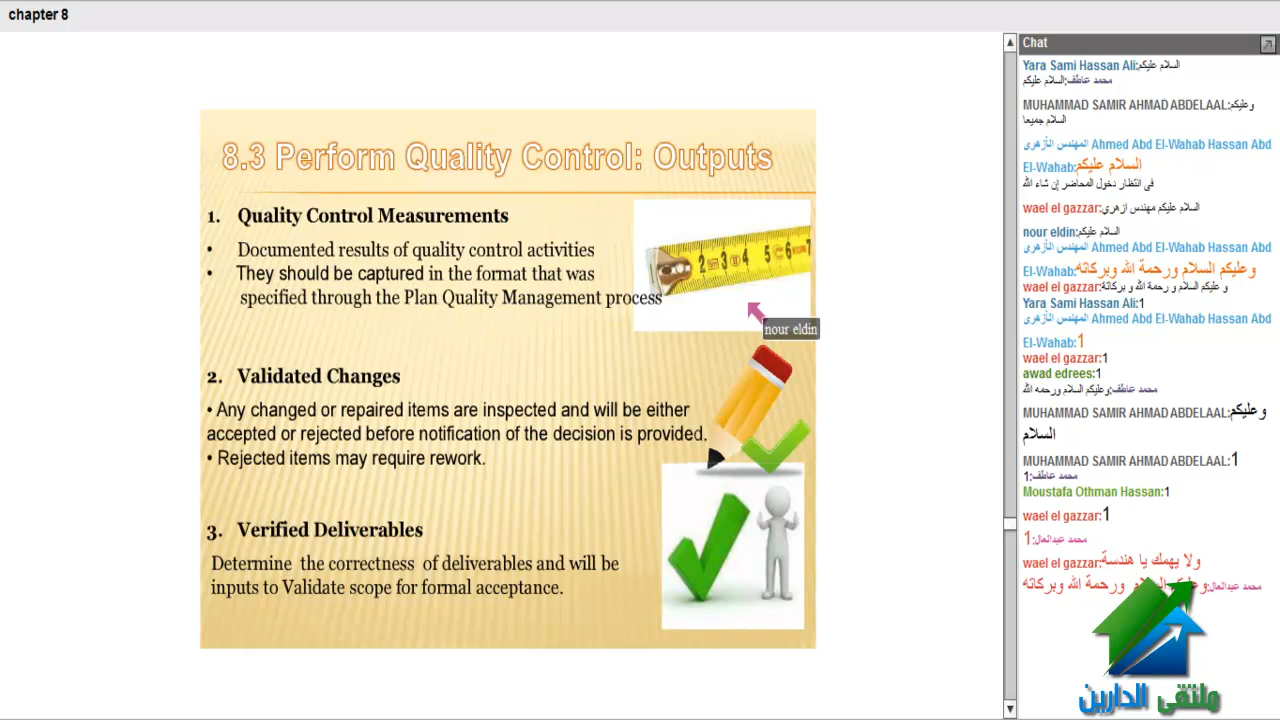 chapter 8
8.3 Perform Quality Control: Outputs
1. Quality Control Measurements
• Documented results of quality control activities
• They should be captured in the format that was
specified through the Plan Quality Management process
nour eldin
2. Validated Changes
• Any changed or repaired items are inspected and will be either
accepted or rejected before notification of the decision is provided.
• Rejected items may require rework.
3. Verified Deliverables
Determine the correctness of deliverables and will be
inputs to Validate scope for formal acceptance.
Chat
Yara Sami Hassan Ali:السلام عليكم
محمد عاطف:السلام عليكم
MUHAMMAD SAMIR AHMAD ABDELAAL:وعليكم
السلام جميعا
المهندس الأزهرى Ahmed Abd El-Wahab Hassan Abd
El-Wahab:السلام عليكم
فى انتظار دخول المحاضر إن شاء الله
wael el gazzar:السلام عليكم مهندس ازهري
nour eldin:السلام عليكم
المهندس الأزهرى Ahmed Abd El-Wahab Hassan Abd
El-Wahab:وعليكم السلام ورحمة الله وبركاته
wael el gazzar:و عليكم السلام و رحمة الله و بركاتة
Yara Sami Hassan Ali:1
المهندس الأزهرى Ahmed Abd El-Wahab Hassan Abd
El-Wahab:1
wael el gazzar:1
awad edrees:1
محمد عاطف:وعليكم السلام ورحمه الله
MUHAMMAD SAMIR AHMAD ABDELAAL:وعليكم
السلام
MUHAMMAD SAMIR AHMAD ABDELAAL:1
محمد عاطف:1
Moustafa Othman Hassan:1
wael el gazzar:1
محمد عبدالعال:1
wael el gazzar:ولا يهمك يا هندسة
محمد عبدالعال: ورحمة الله وبركاته
ملتقى الدارين